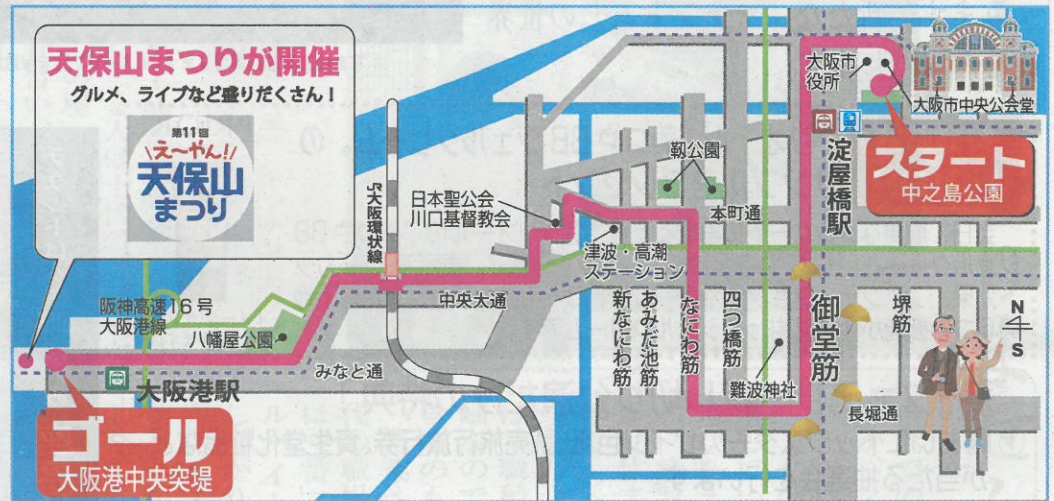 天保山まつりが開催
グルメ、ライブなど盛りだくさん!
第11回
え〜やん!!
天保山
まつり
大阪市
役所
大阪市中央公会堂
スタート
中之島公園
淀屋橋駅
靱公園
本町通
日本聖公会
川口基督教会
JR大阪環状線
津波・高潮
ステーション
中央大通
阪神高速16号
大阪港線
八幡屋公園
みなと通
大阪港駅
ゴール
大阪港中央突堤
新なにわ筋
あみだ池筋
なにわ筋
四つ橋筋
難波神社
御堂筋
堺筋
長堀通
N
S